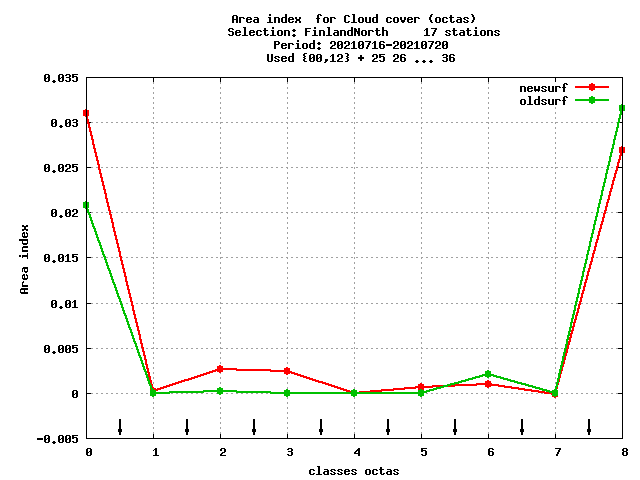 Area index  for Cloud cover (octas)
Selection: FinlandNorth     17 stations
Period: 20210716-20210720
Used {00,12} + 25 26 ... 36
newsurf
oldsurf
0.035
0.03
0.025
0.02
0.015
0.01
0.005
0
-0.005
Area index
0 1 2 3 4 5 6 7 8
classes octas